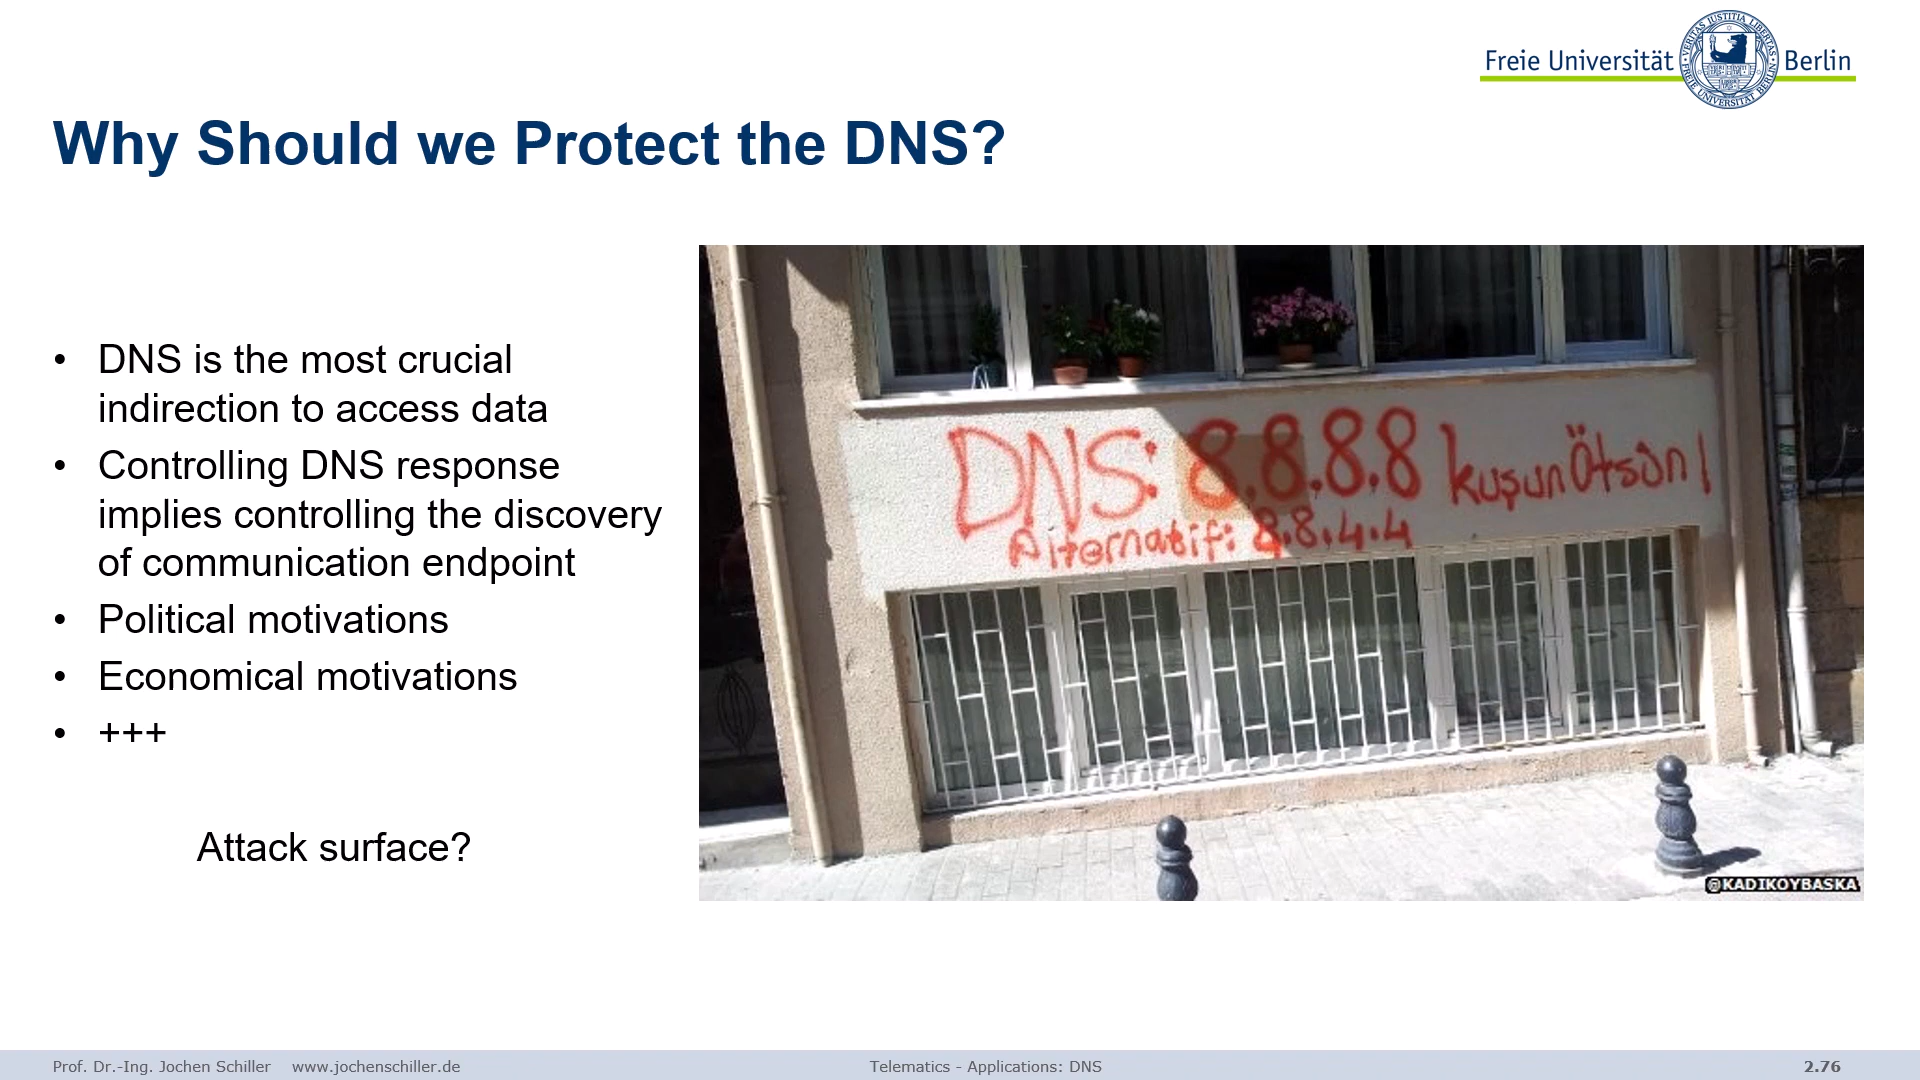 Freie Universität Berlin
Why Should we Protect the DNS?
• DNS is the most crucial
indirection to access data
• Controlling DNS response
implies controlling the discovery
of communication endpoint
• Political motivations
• Economical motivations
• +++
Attack surface?
DNS: 8.8.8.8 kuşun Ötsün!
Alternatif: 8.8.4.4
@KADIKOYBASKA
Prof. Dr.-Ing. Jochen Schiller www.jochenschiller.de Telematics - Applications: DNS 2.76